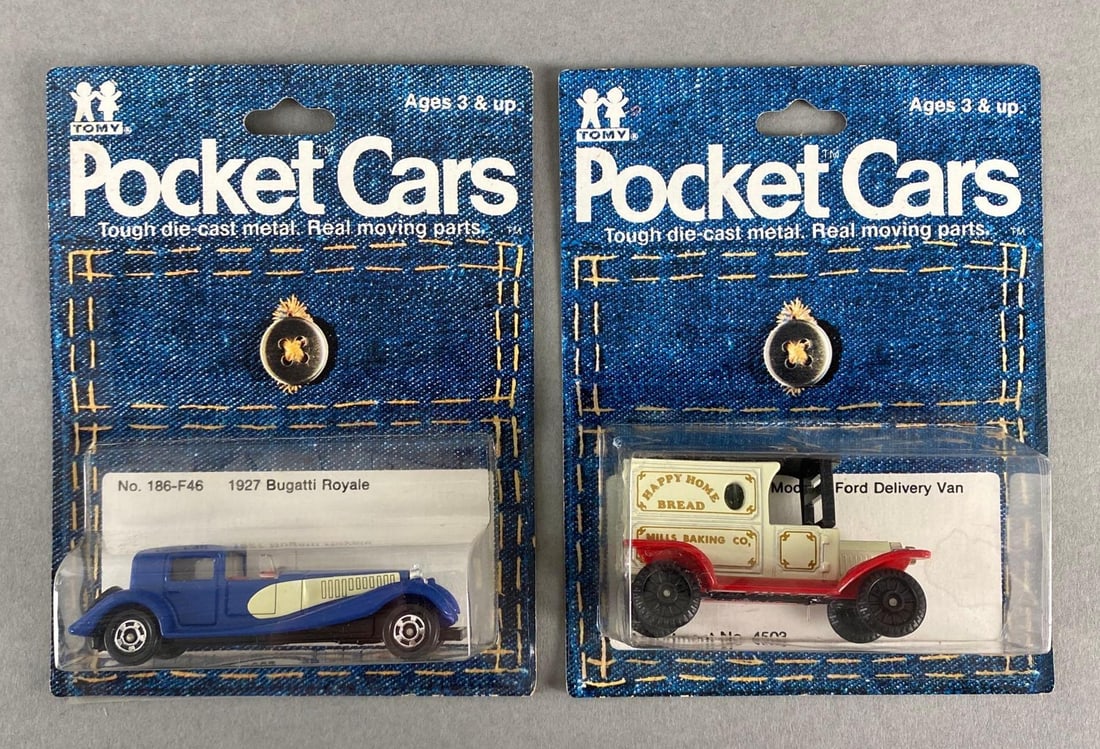 TOMY®
Ages 3 & up.
Pocket Cars™
Tough die-cast metal. Real moving parts.
TM
No. 186-F46 1927 Bugatti Royale
TOMY®
Ages 3 & up.
Pocket Cars™
Tough die-cast metal. Real moving parts.
TM
Ford Delivery Van
HAPPY HOME
BREAD
MILLS BAKING CO,
No. 4503